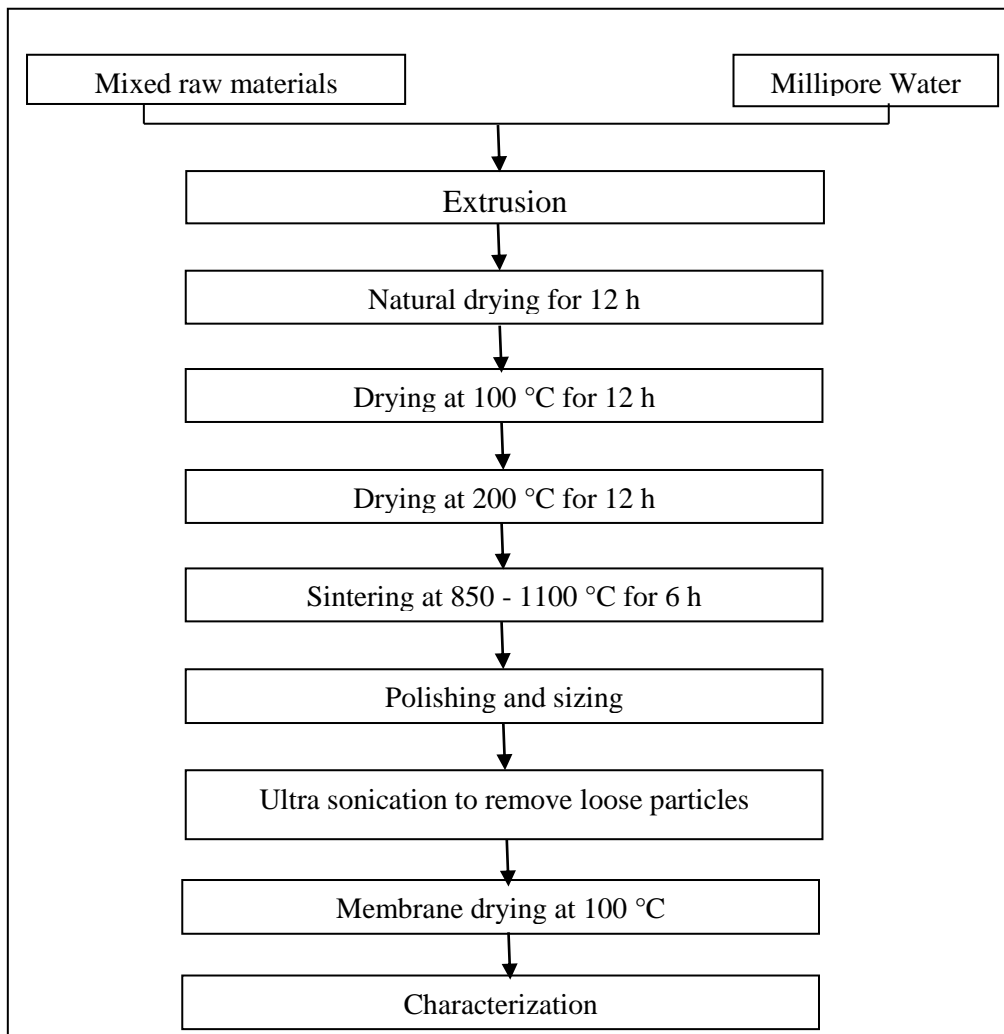 Mixed raw materials
Millipore Water
Extrusion
Natural drying for 12 h
Drying at 100 °C for 12 h
Drying at 200 °C for 12 h
Sintering at 850 - 1100 °C for 6 h
Polishing and sizing
Ultra sonication to remove loose particles
Membrane drying at 100 °C
Characterization